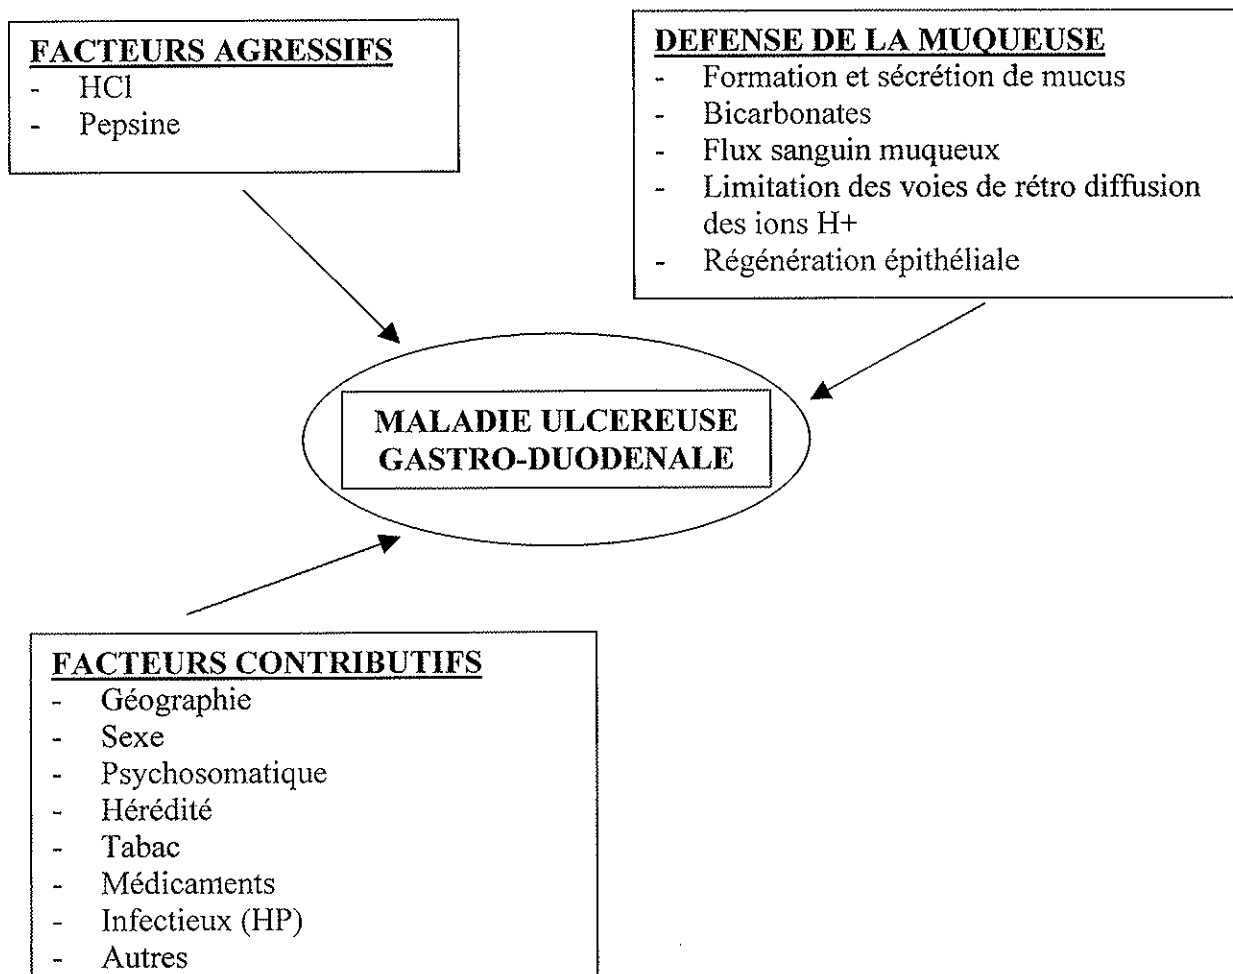 FACTEURS AGRESSIFS
- HCl
- Pepsine
DEFENSE DE LA MUQUEUSE
- Formation et sécrétion de mucus
- Bicarbonates
- Flux sanguin muqueux
- Limitation des voies de rétro diffusion
des ions H+
- Régénération épithéliale
MALADIE ULCEREUSE
GASTRO-DUODENALE
FACTEURS CONTRIBUTIFS
- Géographie
- Sexe
- Psychosomatique
- Hérédité
- Tabac
- Médicaments
- Infectieux (HP)
- Autres